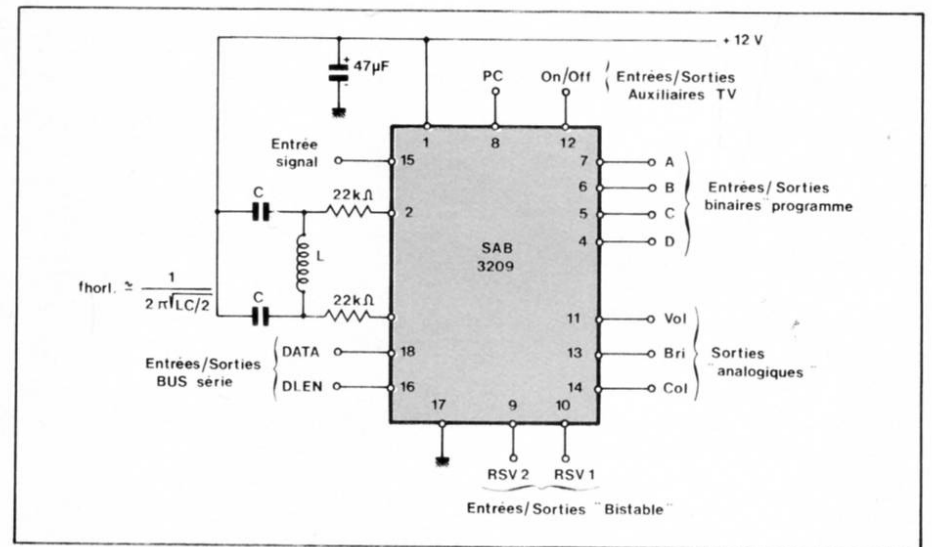 + 12 V
47µF
+
-
PC
On/Off
Entrées/Sorties
Auxiliaires TV
Entrée
signal
15
1
8
12
7
A
6
B
5
C
4
D
Entrées/Sorties
binaires programme
C
22kΩ
2
L
SAB
3209
fhorl. ≃ 1
2 π√LC/2
C
22kΩ
Entrées/Sorties
BUS série
DATA
18
DLEN
16
11
Vol
13
Bri
14
Col
Sorties
"analogiques"
17
9
10
RSV 2
RSV 1
Entrées/Sorties "Bistable"